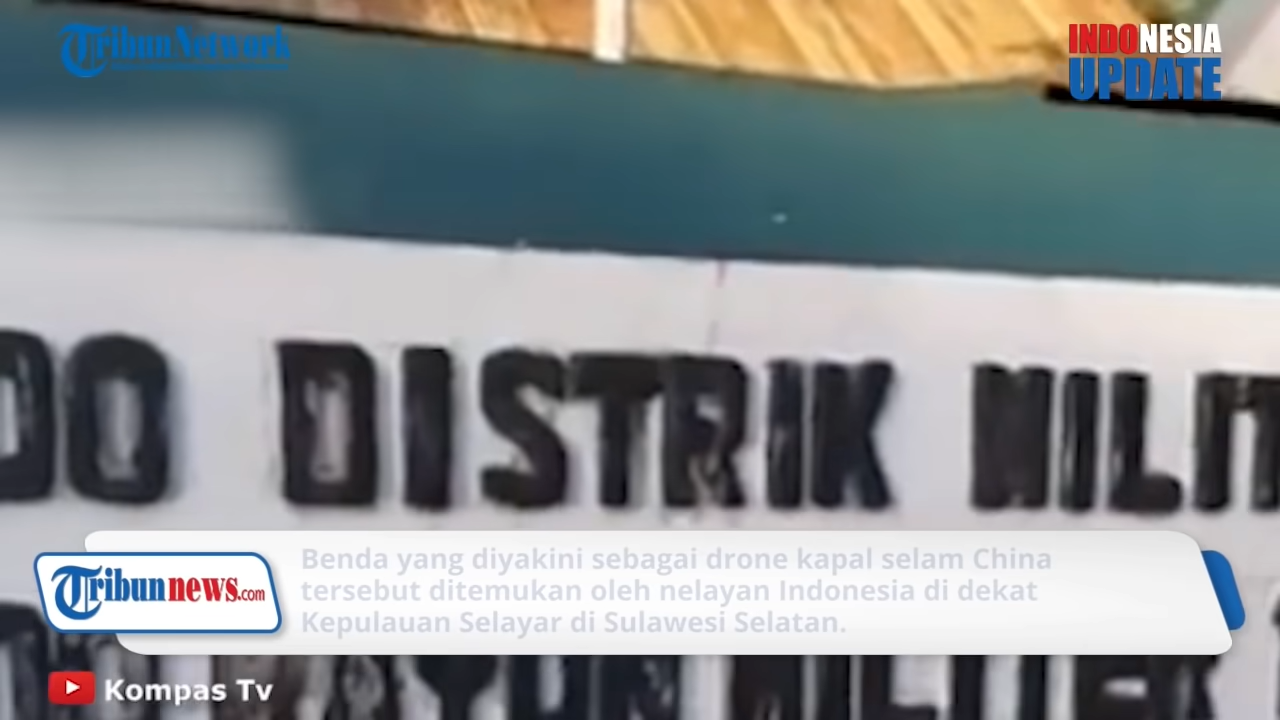 TribunNetwork
INDONESIA
UPDATE
DO DISTRIK MILIT
Benda yang diyakini sebagai drone kapal selam China
tersebut ditemukan oleh nelayan Indonesia di dekat
Kepulauan Selayar di Sulawesi Selatan.
Tribunnews.com
Kompas Tv